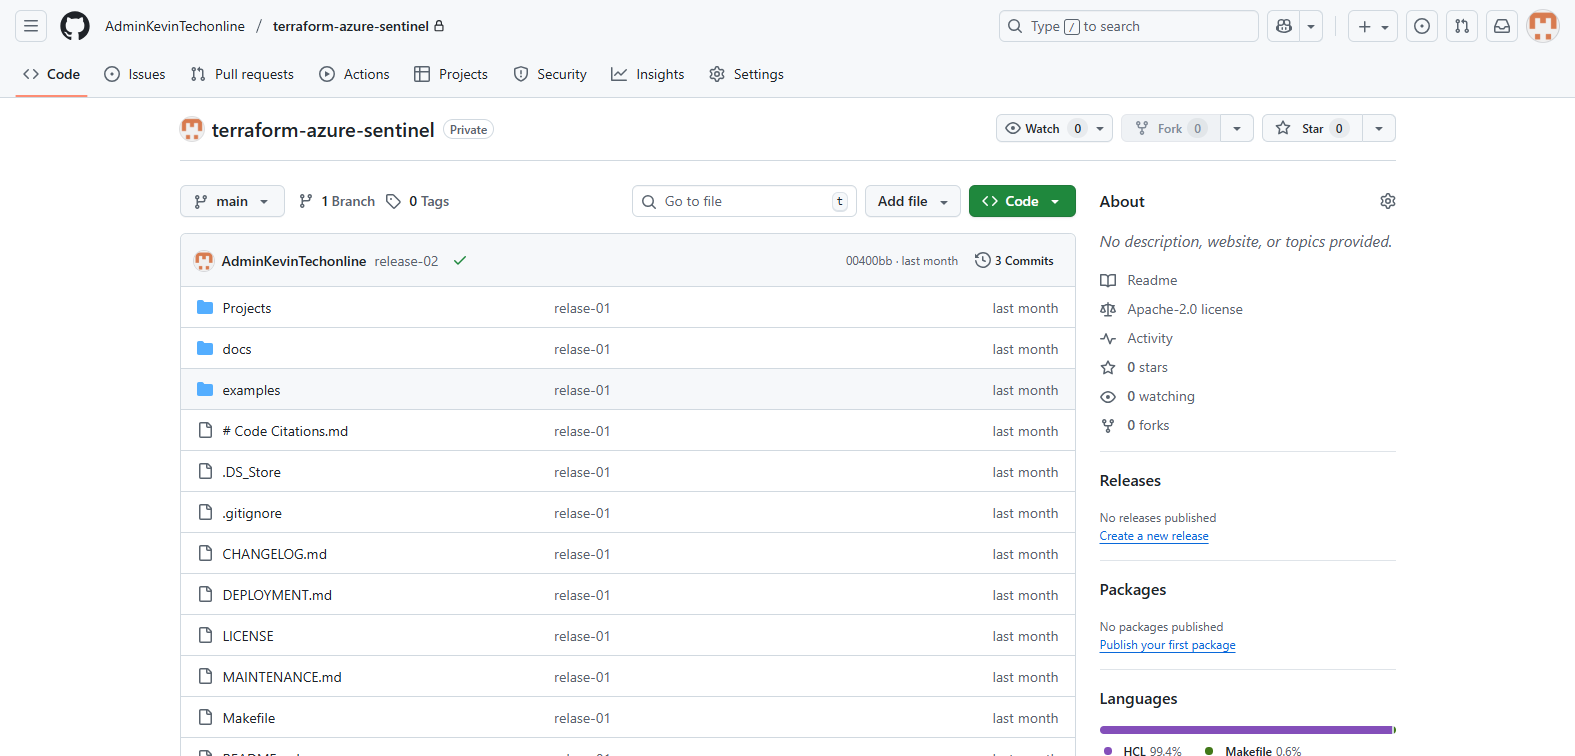 AdminKevinTechonline / terraform-azure-sentinel
Type / to search
Code Issues Pull requests Actions Projects Security Insights Settings
terraform-azure-sentinel Private
Watch 0 Fork 0 Star 0
main 1 Branch 0 Tags
Go to file t Add file Code
AdminKevinTechonline release-02 00400bb · last month 3 Commits
Projects relase-01 last month
docs relase-01 last month
examples relase-01 last month
# Code Citations.md relase-01 last month
.DS_Store relase-01 last month
.gitignore relase-01 last month
CHANGELOG.md relase-01 last month
DEPLOYMENT.md relase-01 last month
LICENSE relase-01 last month
MAINTENANCE.md relase-01 last month
Makefile relase-01 last month
About
No description, website, or topics provided.
Readme
Apache-2.0 license
Activity
0 stars
0 watching
0 forks
Releases
No releases published
Create a new release
Packages
No packages published
Publish your first package
Languages
HCL 99.4% Makefile 0.6%